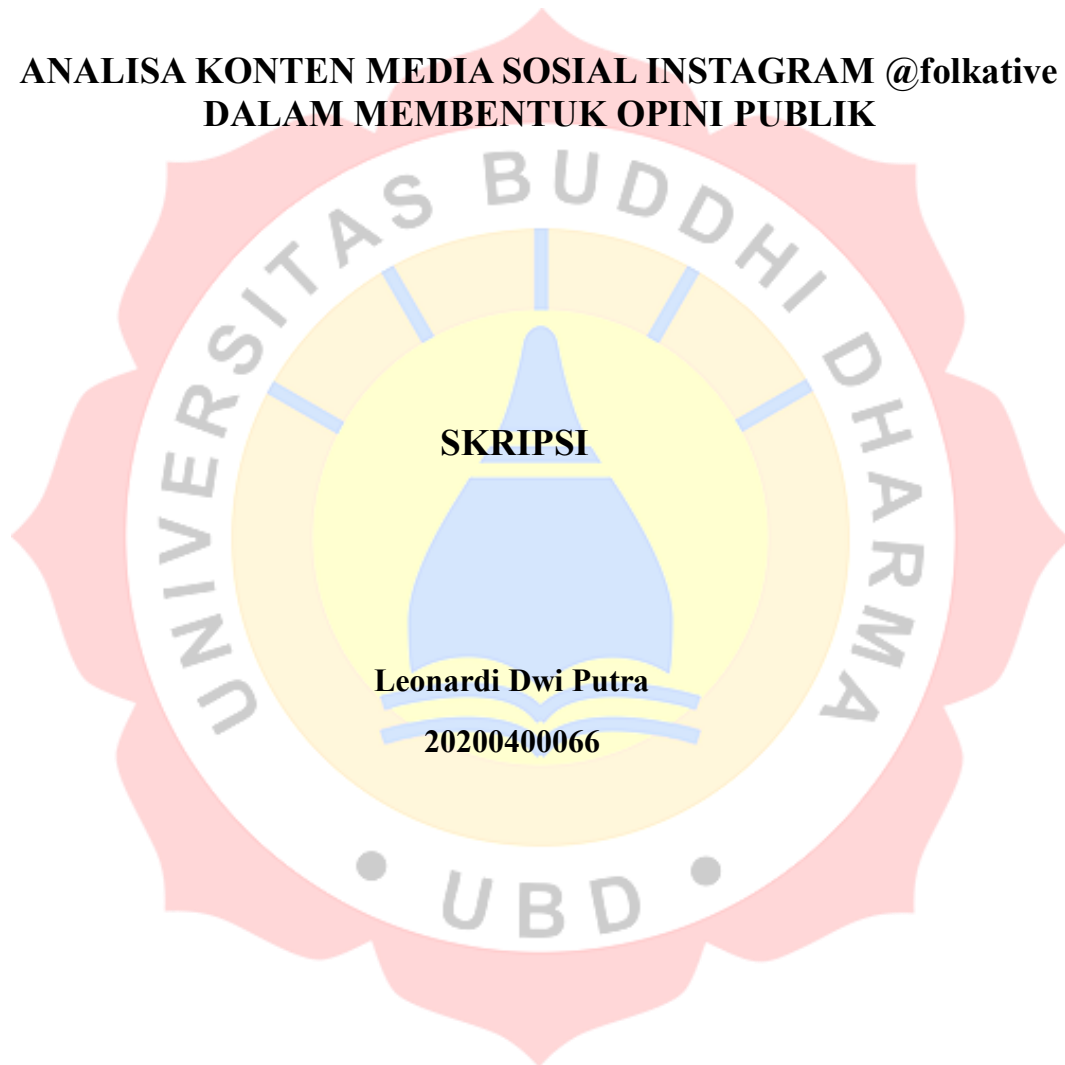 ANALISA KONTEN MEDIA SOSIAL INSTAGRAM @folkative
DALAM MEMBENTUK OPINI PUBLIK
UNIVERSITAS BUDDHI DHARMA
SKRIPSI
Leonardi Dwi Putra
20200400066
• UBD •